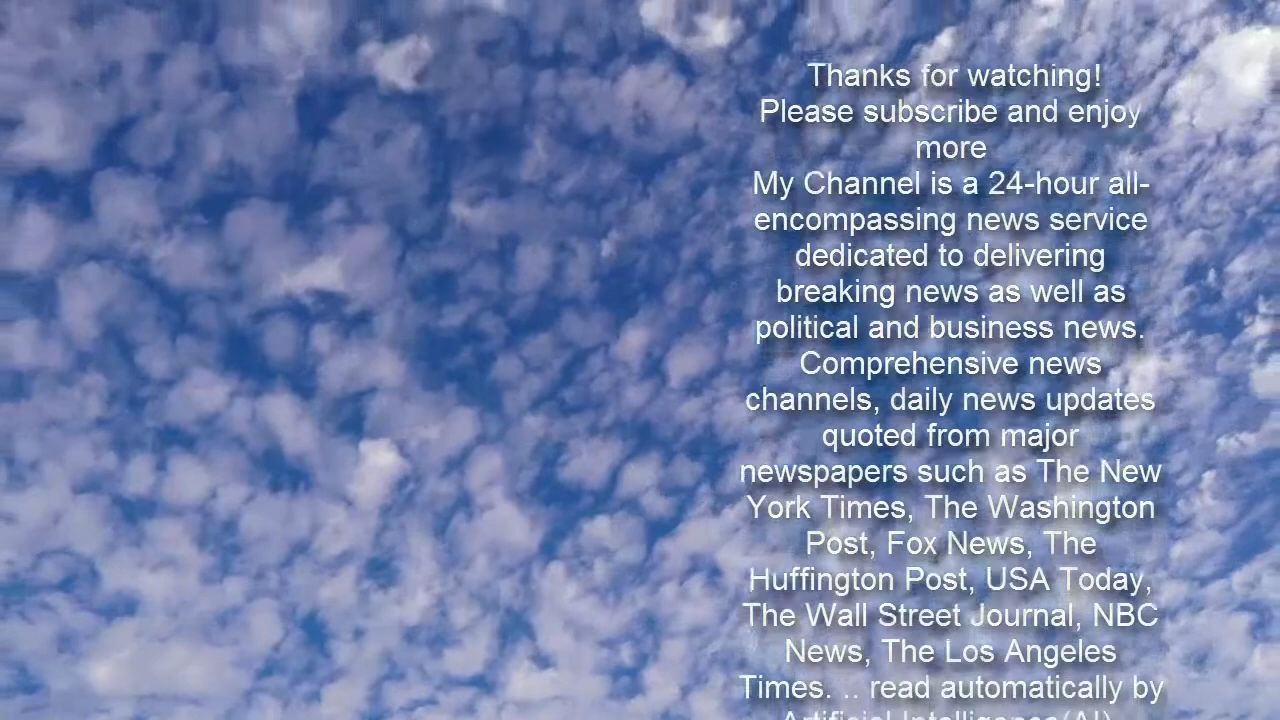 Thanks for watching!
Please subscribe and enjoy
more
My Channel is a 24-hour all-
encompassing news service
dedicated to delivering
breaking news as well as
political and business news.
Comprehensive news
channels, daily news updates
quoted from major
newspapers such as The New
York Times, The Washington
Post, Fox News, The
Huffington Post, USA Today,
The Wall Street Journal, NBC
News, The Los Angeles
Times. .. read automatically by
Artificial Intelligence(AI)